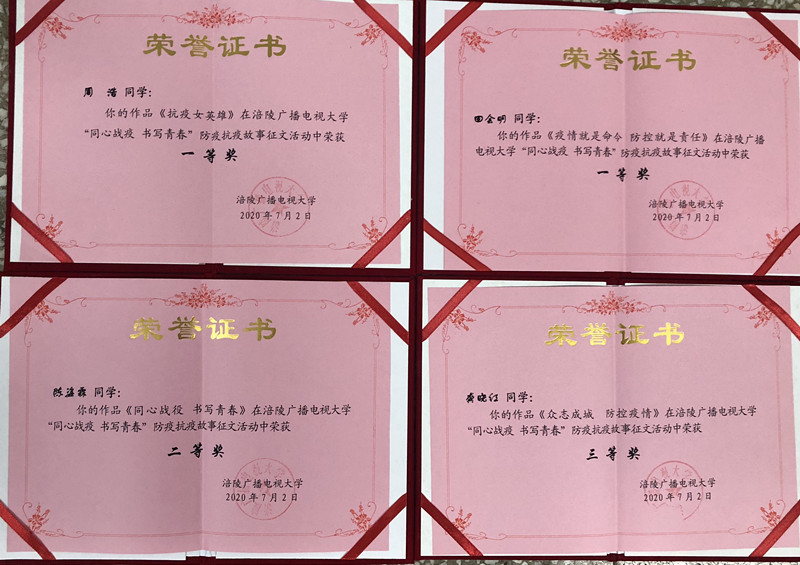 荣誉证书
周 浩 同学：
你的作品《抗疫女英雄》在涪陵广播电视大学
“同心战疫 书写青春”防疫抗疫故事征文活动中荣获
一等奖
涪陵广播电视大学
2020年7月2日
荣誉证书
田金明 同学：
你的作品《疫情就是命令 防控就是责任》在涪陵广播
电视大学“同心战疫 书写青春”防疫抗疫故事征文活动中荣获
一等奖
涪陵广播电视大学
2020年7月2日
荣誉证书
同学：
你的作品《同心战役 书写青春》在涪陵广播电视大学
“同心战疫 书写青春”防疫抗疫故事征文活动中荣获
二等奖
涪陵广播电视大学
2020年7月2日
荣誉证书
同学：
你的作品《众志成城 防控疫情》在涪陵广播电视大学
“同心战疫 书写青春”防疫抗疫故事征文活动中荣获
三等奖
涪陵广播电视大学
2020年7月2日